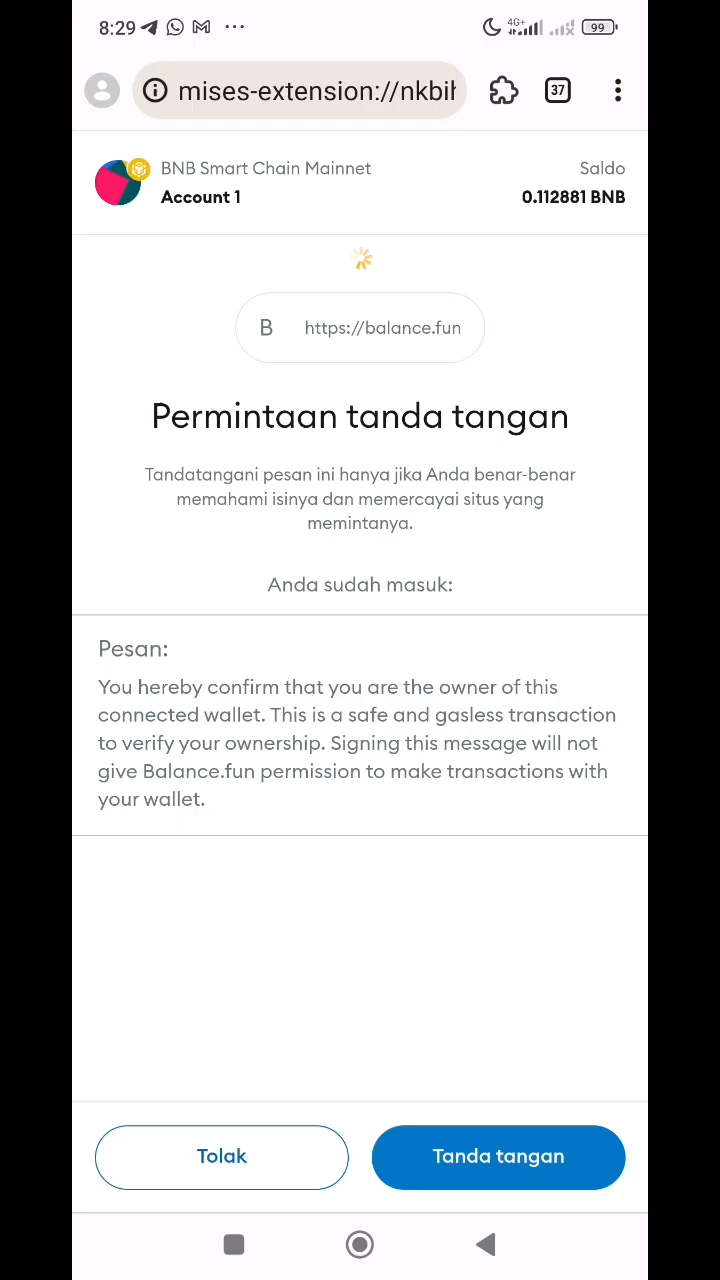 8:29
4G+
99
mises-extension://nkbih
37
BNB Smart Chain Mainnet
Saldo
Account 1
0.112881 BNB
B
https://balance.fun
Permintaan tanda tangan
Tandatangani pesan ini hanya jika Anda benar-benar
memahami isinya dan memercayai situs yang
memintanya.
Anda sudah masuk:
Pesan:
You hereby confirm that you are the owner of this
connected wallet. This is a safe and gasless transaction
to verify your ownership. Signing this message will not
give Balance.fun permission to make transactions with
your wallet.
Tolak
Tanda tangan